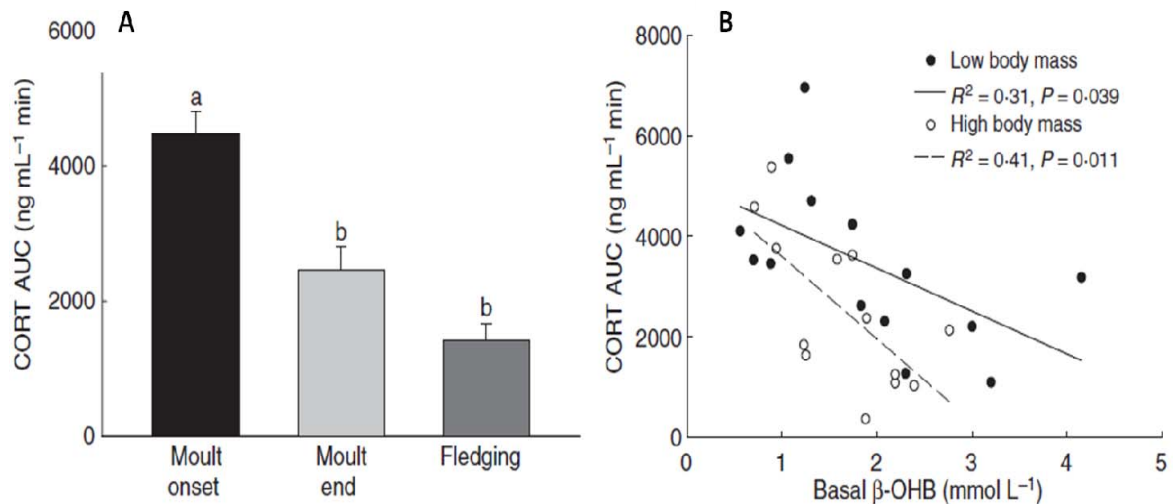 A
6000
4000
2000
0
CORT AUC (ng mL⁻¹ min)
a
b
b
Moult onset
Moult end
Fledging
B
8000
6000
4000
2000
0
CORT AUC (ng mL⁻¹ min)
Low body mass
R² = 0·31, P = 0·039
High body mass
R² = 0·41, P = 0·011
0 1 2 3 4 5
Basal β-OHB (mmol L⁻¹)